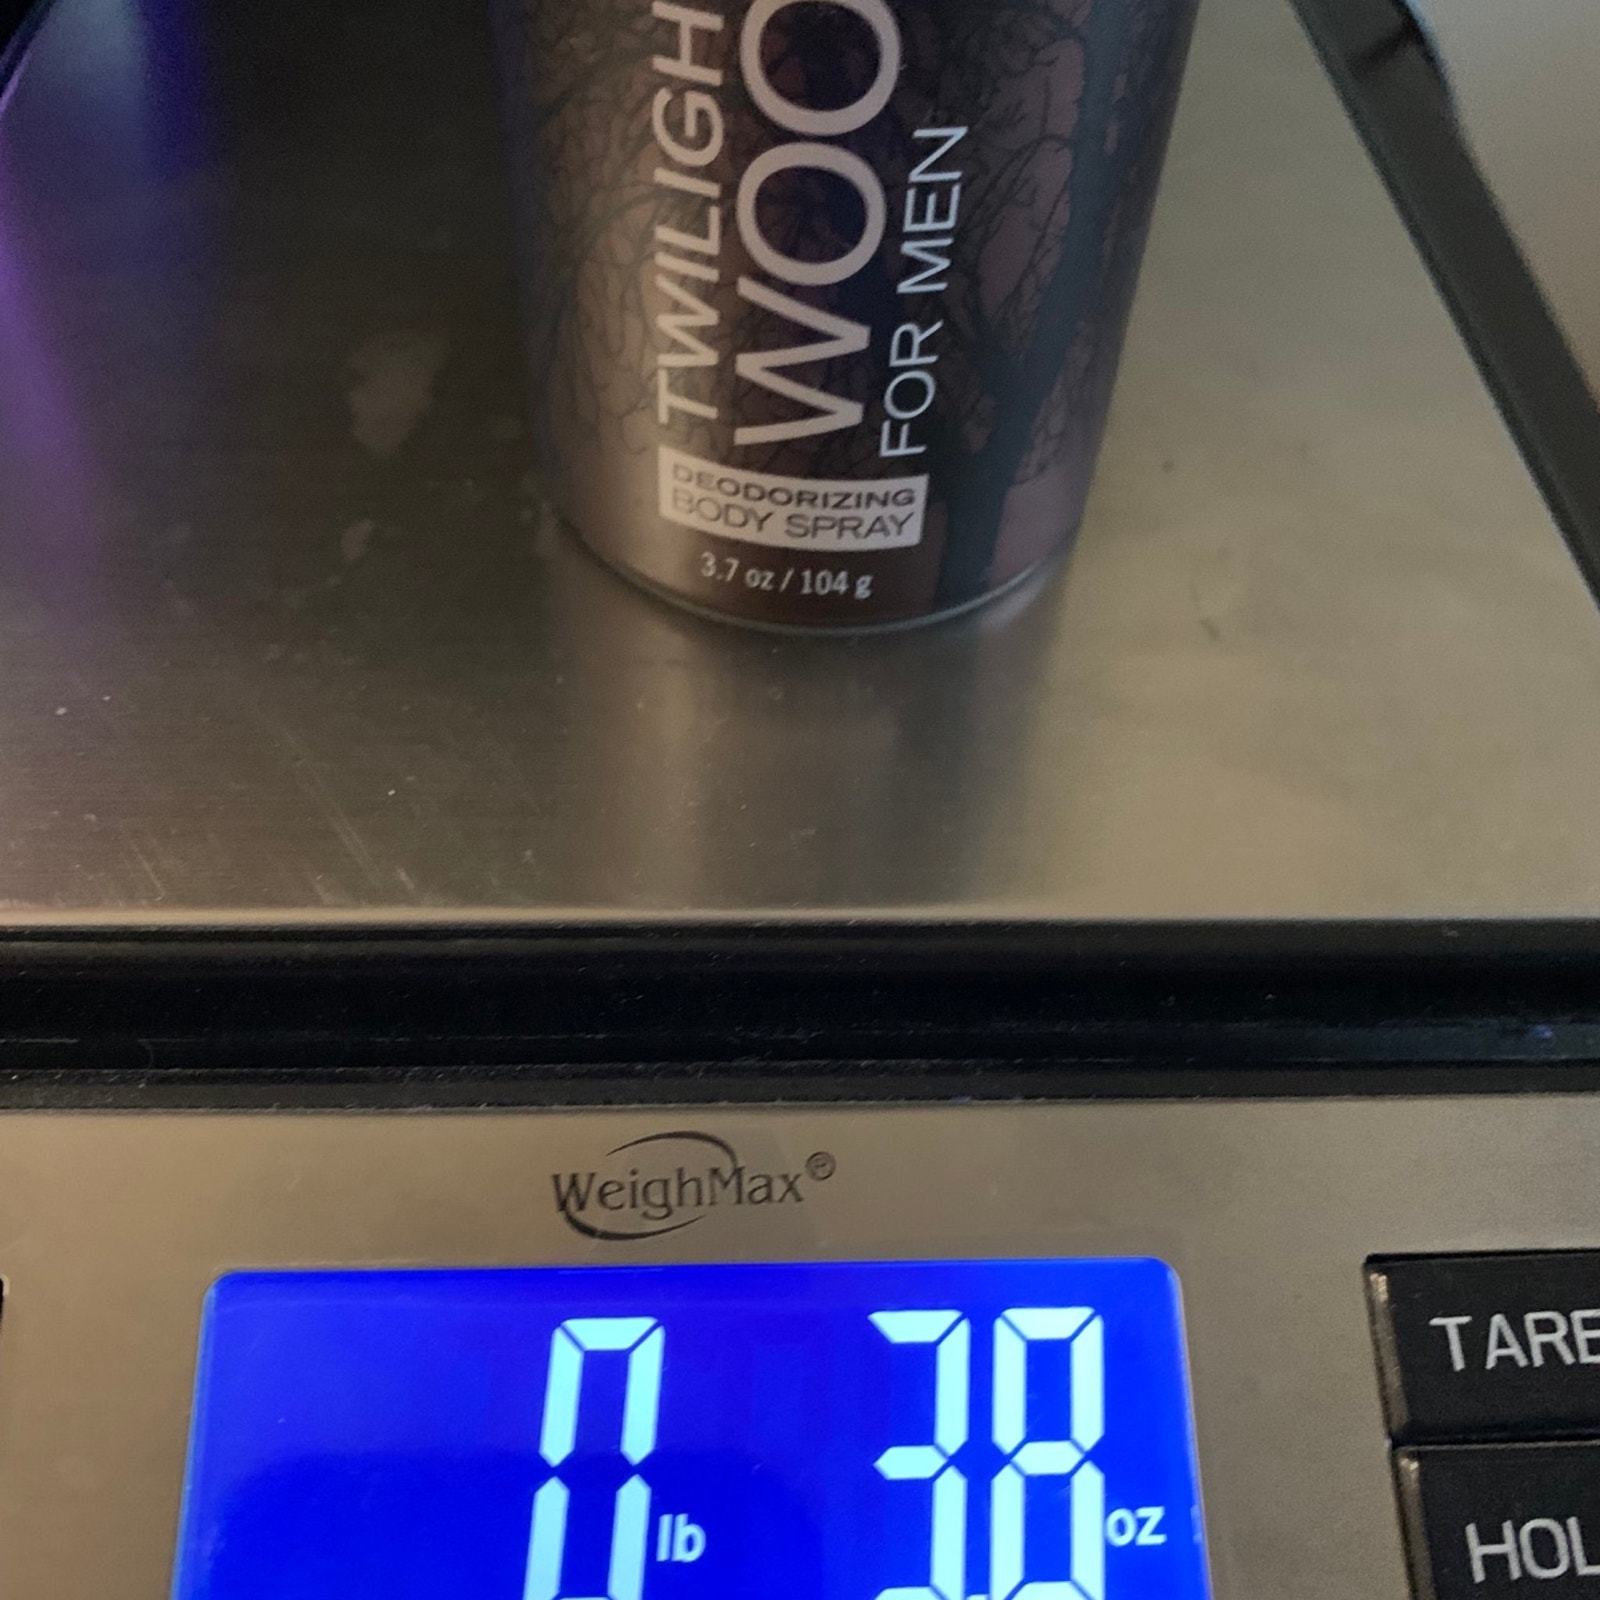 TWILIGH
WOO
FOR MEN
DEODORIZING
BODY SPRAY
3.7 oz / 104 g
WeighMax®
0 lb 3.8 oz
TARE
HOL